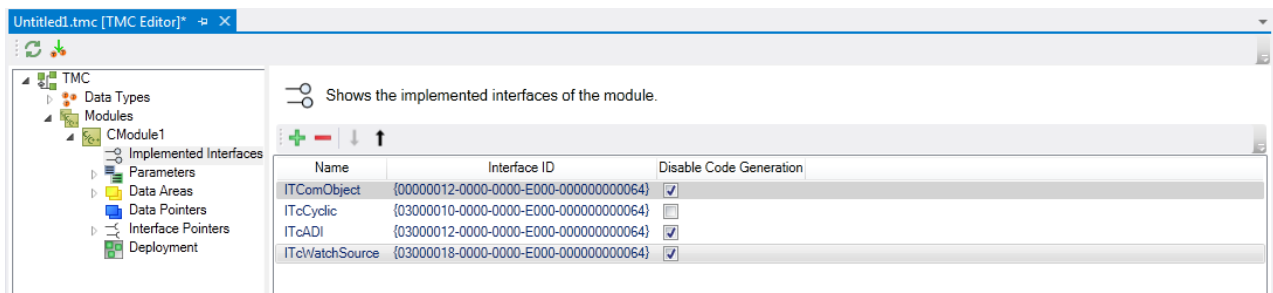 Untitled1.tmc [TMC Editor]*
TMC
Data Types
Modules
CModule1
Implemented Interfaces
Parameters
Data Areas
Data Pointers
Interface Pointers
Deployment
Shows the implemented interfaces of the module.
Name Interface ID Disable Code Generation
ITComObject {00000012-0000-0000-E000-000000000064}
ITcCyclic {03000010-0000-0000-E000-000000000064}
ITcADI {03000012-0000-0000-E000-000000000064}
ITcWatchSource {03000018-0000-0000-E000-000000000064}